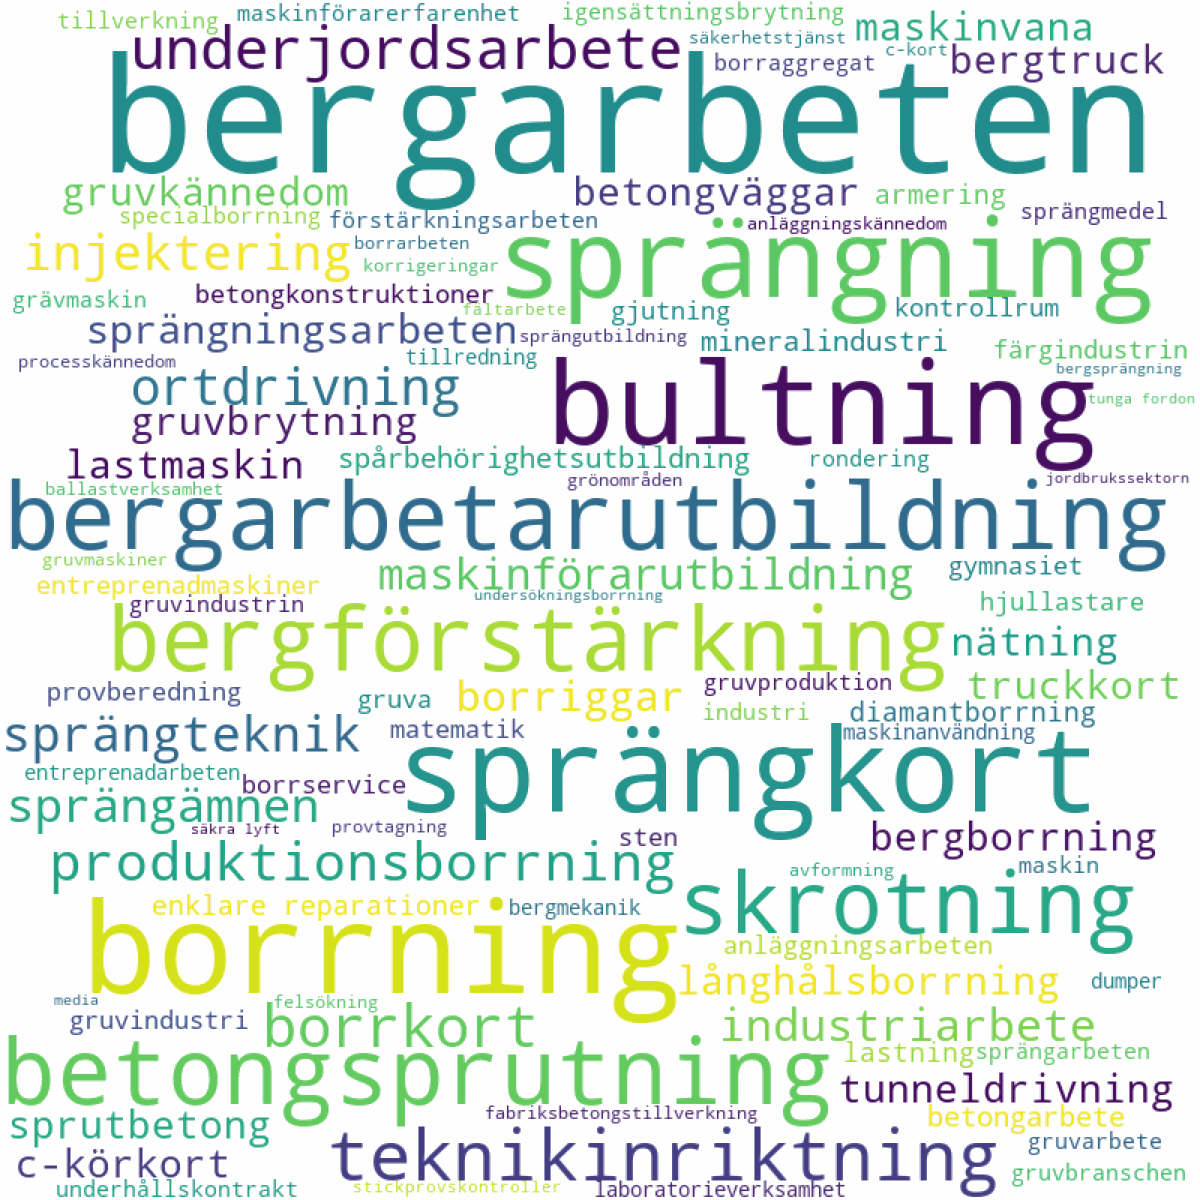 tillverkning
maskinförarerfarenhet
igensättningsbrytning
maskinvana
underjordsarbete
säkerhetstjänst
c-kort
borraggregat
bergtruck
bergarbeten
gruvkännedom
betongväggar
armering
specialborrning
förstärkningsarbeten
anläggningskännedom
sprängmedel
injektering
borrarbeten
sprängning
korrigeringar
grävmaskin
betongkonstruktioner
fältarbete
gjutning
kontrollrum
sprängningsarbeten
sprängutbildning
mineralindustri
färgindustrin
processkännedom
tillredning
bergsprängning
ortdrivning
bultning
tunga fordon
gruvbrytning
lastmaskin
spårbehörighetsutbildning
rondering
ballastverksamhet
grönområden
jordbrukssektorn
bergarbetarutbildning
gruvmaskiner
entreprenadmaskiner
maskinförarutbildning
gymnasiet
gruvindustrin
undersökningsborrning
hjullastare
bergförstärkning
nätning
provberedning
gruva
borriggar
gruvproduktion
truckkort
industri
diamantborrning
sprängteknik
matematik
sprängkort
maskinanvändning
entreprenadarbeten
borrservice
sprängämnen
säkra lyft
provtagning
sten
bergborrning
produktionsborrning
avformning
maskin
skrotning
enklare reparationer
bergmekanik
borrning
anläggningsarbeten
långhålsborrning
dumper
media
felsökning
gruvindustri
borrkort
industriarbete
betongsprutning
lastning
sprängarbeten
tunneldrivning
sprutbetong
fabriksbetongstillverkning
betongarbete
teknikinriktning
gruvarbete
c-körkort
gruvbranschen
underhållskontrakt
stickprovskontroller
laboratorieverksamhet